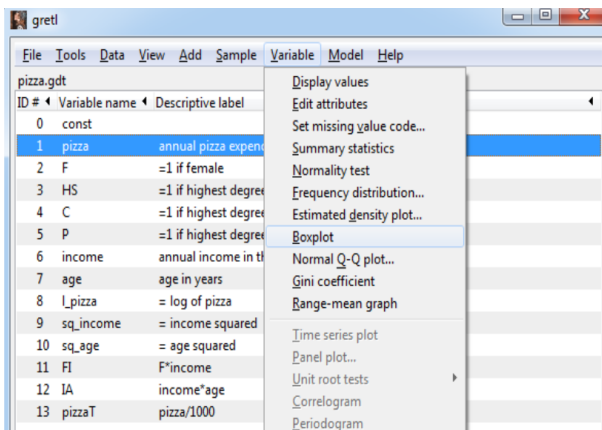 gretl
File Tools Data View Add Sample Variable Model Help
pizza.gdt
ID # Variable name Descriptive label
0 const
1 pizza annual pizza expend
2 F =1 if female
3 HS =1 if highest degree
4 C =1 if highest degree
5 P =1 if highest degree
6 income annual income in th
7 age age in years
8 l_pizza = log of pizza
9 sq_income = income squared
10 sq_age = age squared
11 FI F*income
12 IA income*age
13 pizzaT pizza/1000
Display values
Edit attributes
Set missing value code...
Summary statistics
Normality test
Frequency distribution...
Estimated density plot...
Boxplot
Normal Q-Q plot...
Gini coefficient
Range-mean graph
Time series plot
Panel plot...
Unit root tests
Correlogram
Periodogram